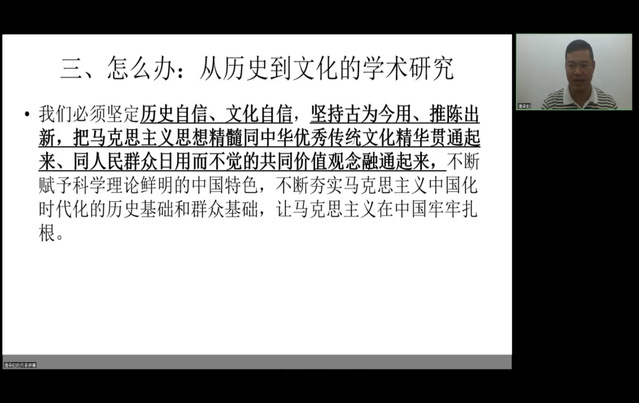 三、怎么办：从历史到文化的学术研究
• 我们必须坚定历史自信、文化自信，坚持古为今用、推陈出
新，把马克思主义思想精髓同中华优秀传统文化精华贯通起
来、同人民群众日用而不觉的共同价值观念融通起来，不断
赋予科学理论鲜明的中国特色，不断夯实马克思主义中国化
时代化的历史基础和群众基础，让马克思主义在中国牢牢扎
根。